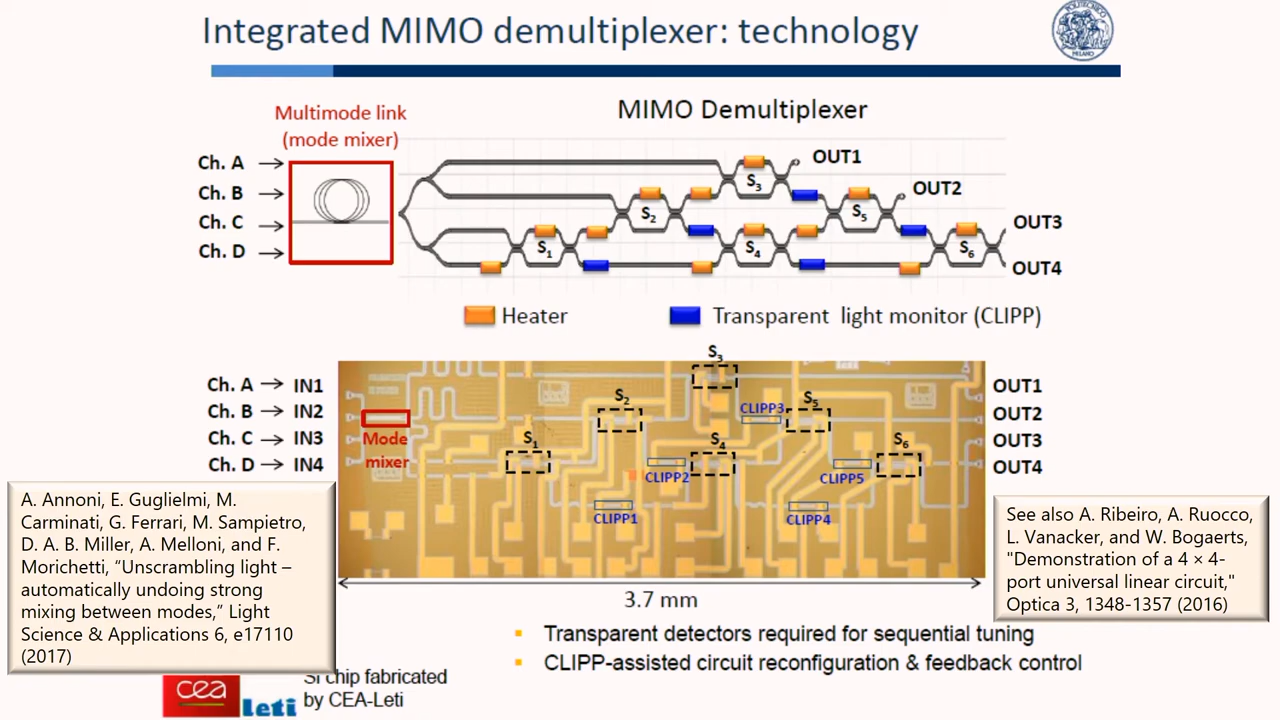 Integrated MIMO demultiplexer: technology
POLITECNICO
MILANO
Multimode link
(mode mixer)
MIMO Demultiplexer
Ch. A
Ch. B
Ch. C
Ch. D
OUT1
OUT2
OUT3
OUT4
S1
S2
S3
S4
S5
S6
Heater
Transparent light monitor (CLIPP)
Ch. A IN1
Ch. B IN2
Ch. C IN3
Ch. D IN4
Mode
mixer
S1
S2
S3
S4
S5
S6
CLIPP1
CLIPP2
CLIPP3
CLIPP4
CLIPP5
OUT1
OUT2
OUT3
OUT4
3.7 mm
A. Annoni, E. Guglielmi, M.
Carminati, G. Ferrari, M. Sampietro,
D. A. B. Miller, A. Melloni, and F.
Morichetti, “Unscrambling light –
automatically undoing strong
mixing between modes,” Light
Science & Applications 6, e17110
(2017)
See also A. Ribeiro, A. Ruocco,
L. Vanacker, and W. Bogaerts,
"Demonstration of a 4 × 4-
port universal linear circuit,"
Optica 3, 1348-1357 (2016)
Transparent detectors required for sequential tuning
CLIPP-assisted circuit reconfiguration & feedback control
cea
leti
Si chip fabricated
by CEA-Leti